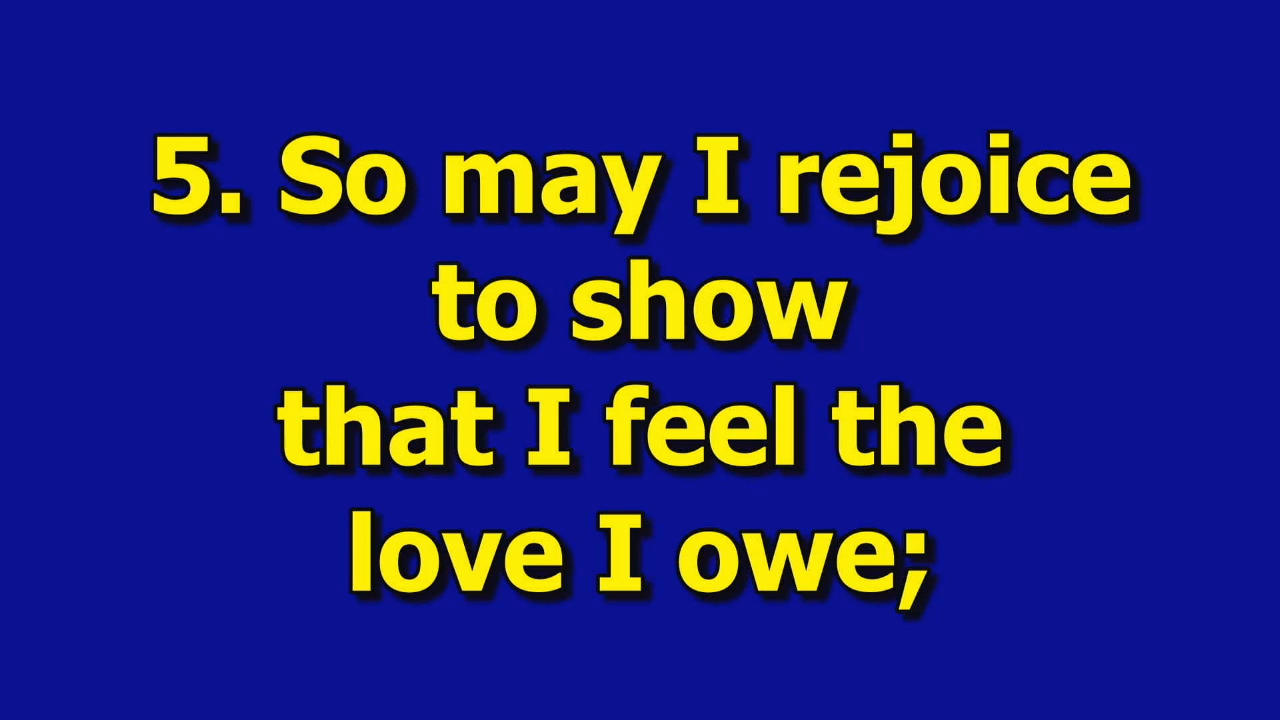 5. So may I rejoice
to show
that I feel the
love I owe;